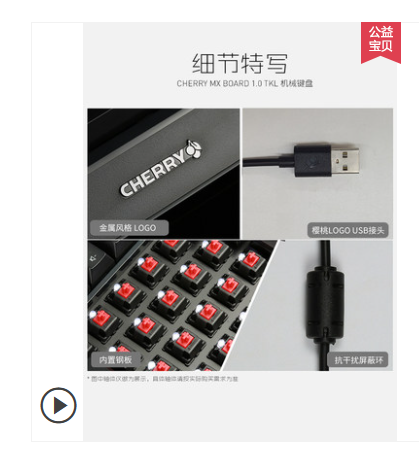 公益
宝贝
细节特写
CHERRY MX BOARD 1.0 TKL 机械键盘
CHERRY
金属风格 LOGO
樱桃LOGO USB接头
内置钢板
抗干扰屏蔽环
* 图中轴体仅做为展示，具体轴体请按实际购买需求为准